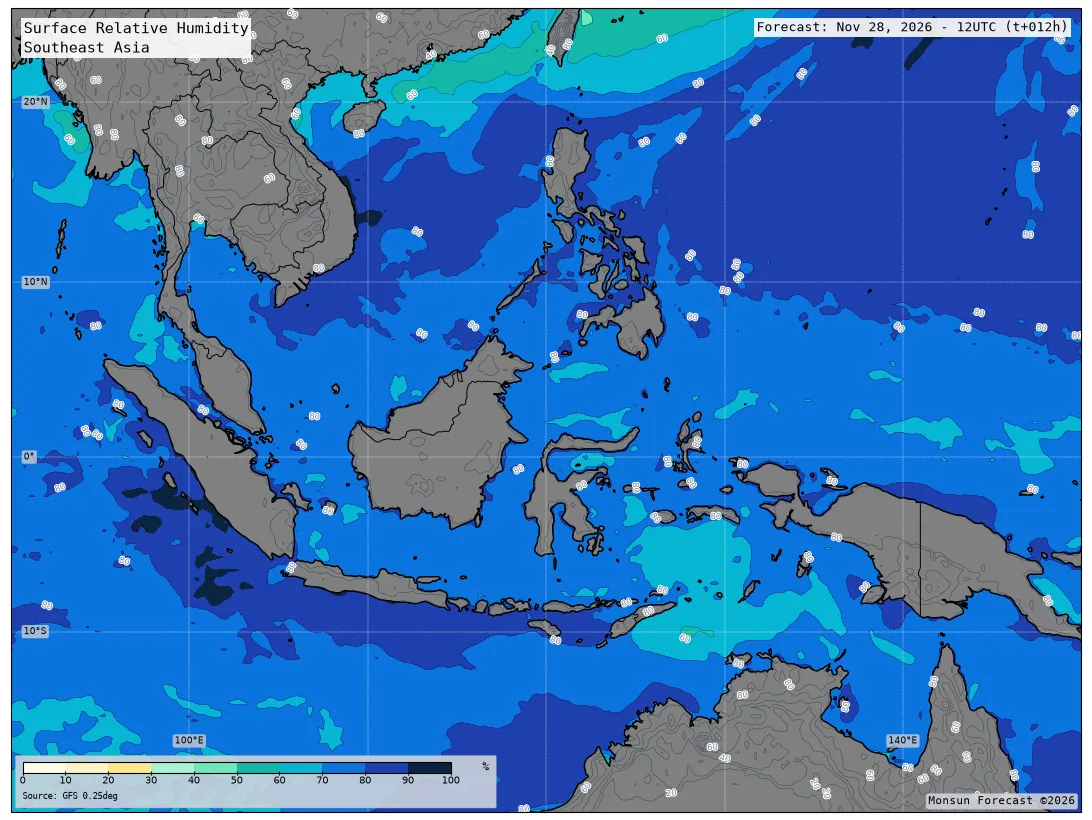 Surface Relative Humidity
Southeast Asia
Forecast: Nov 28, 2026 - 12UTC (t+012h)
20°N
10°N
0°
10°S
100°E
140°E
0 10 20 30 40 50 60 70 80 90 100
%
Source: GFS 0.25deg
Monsun Forecast ©2026